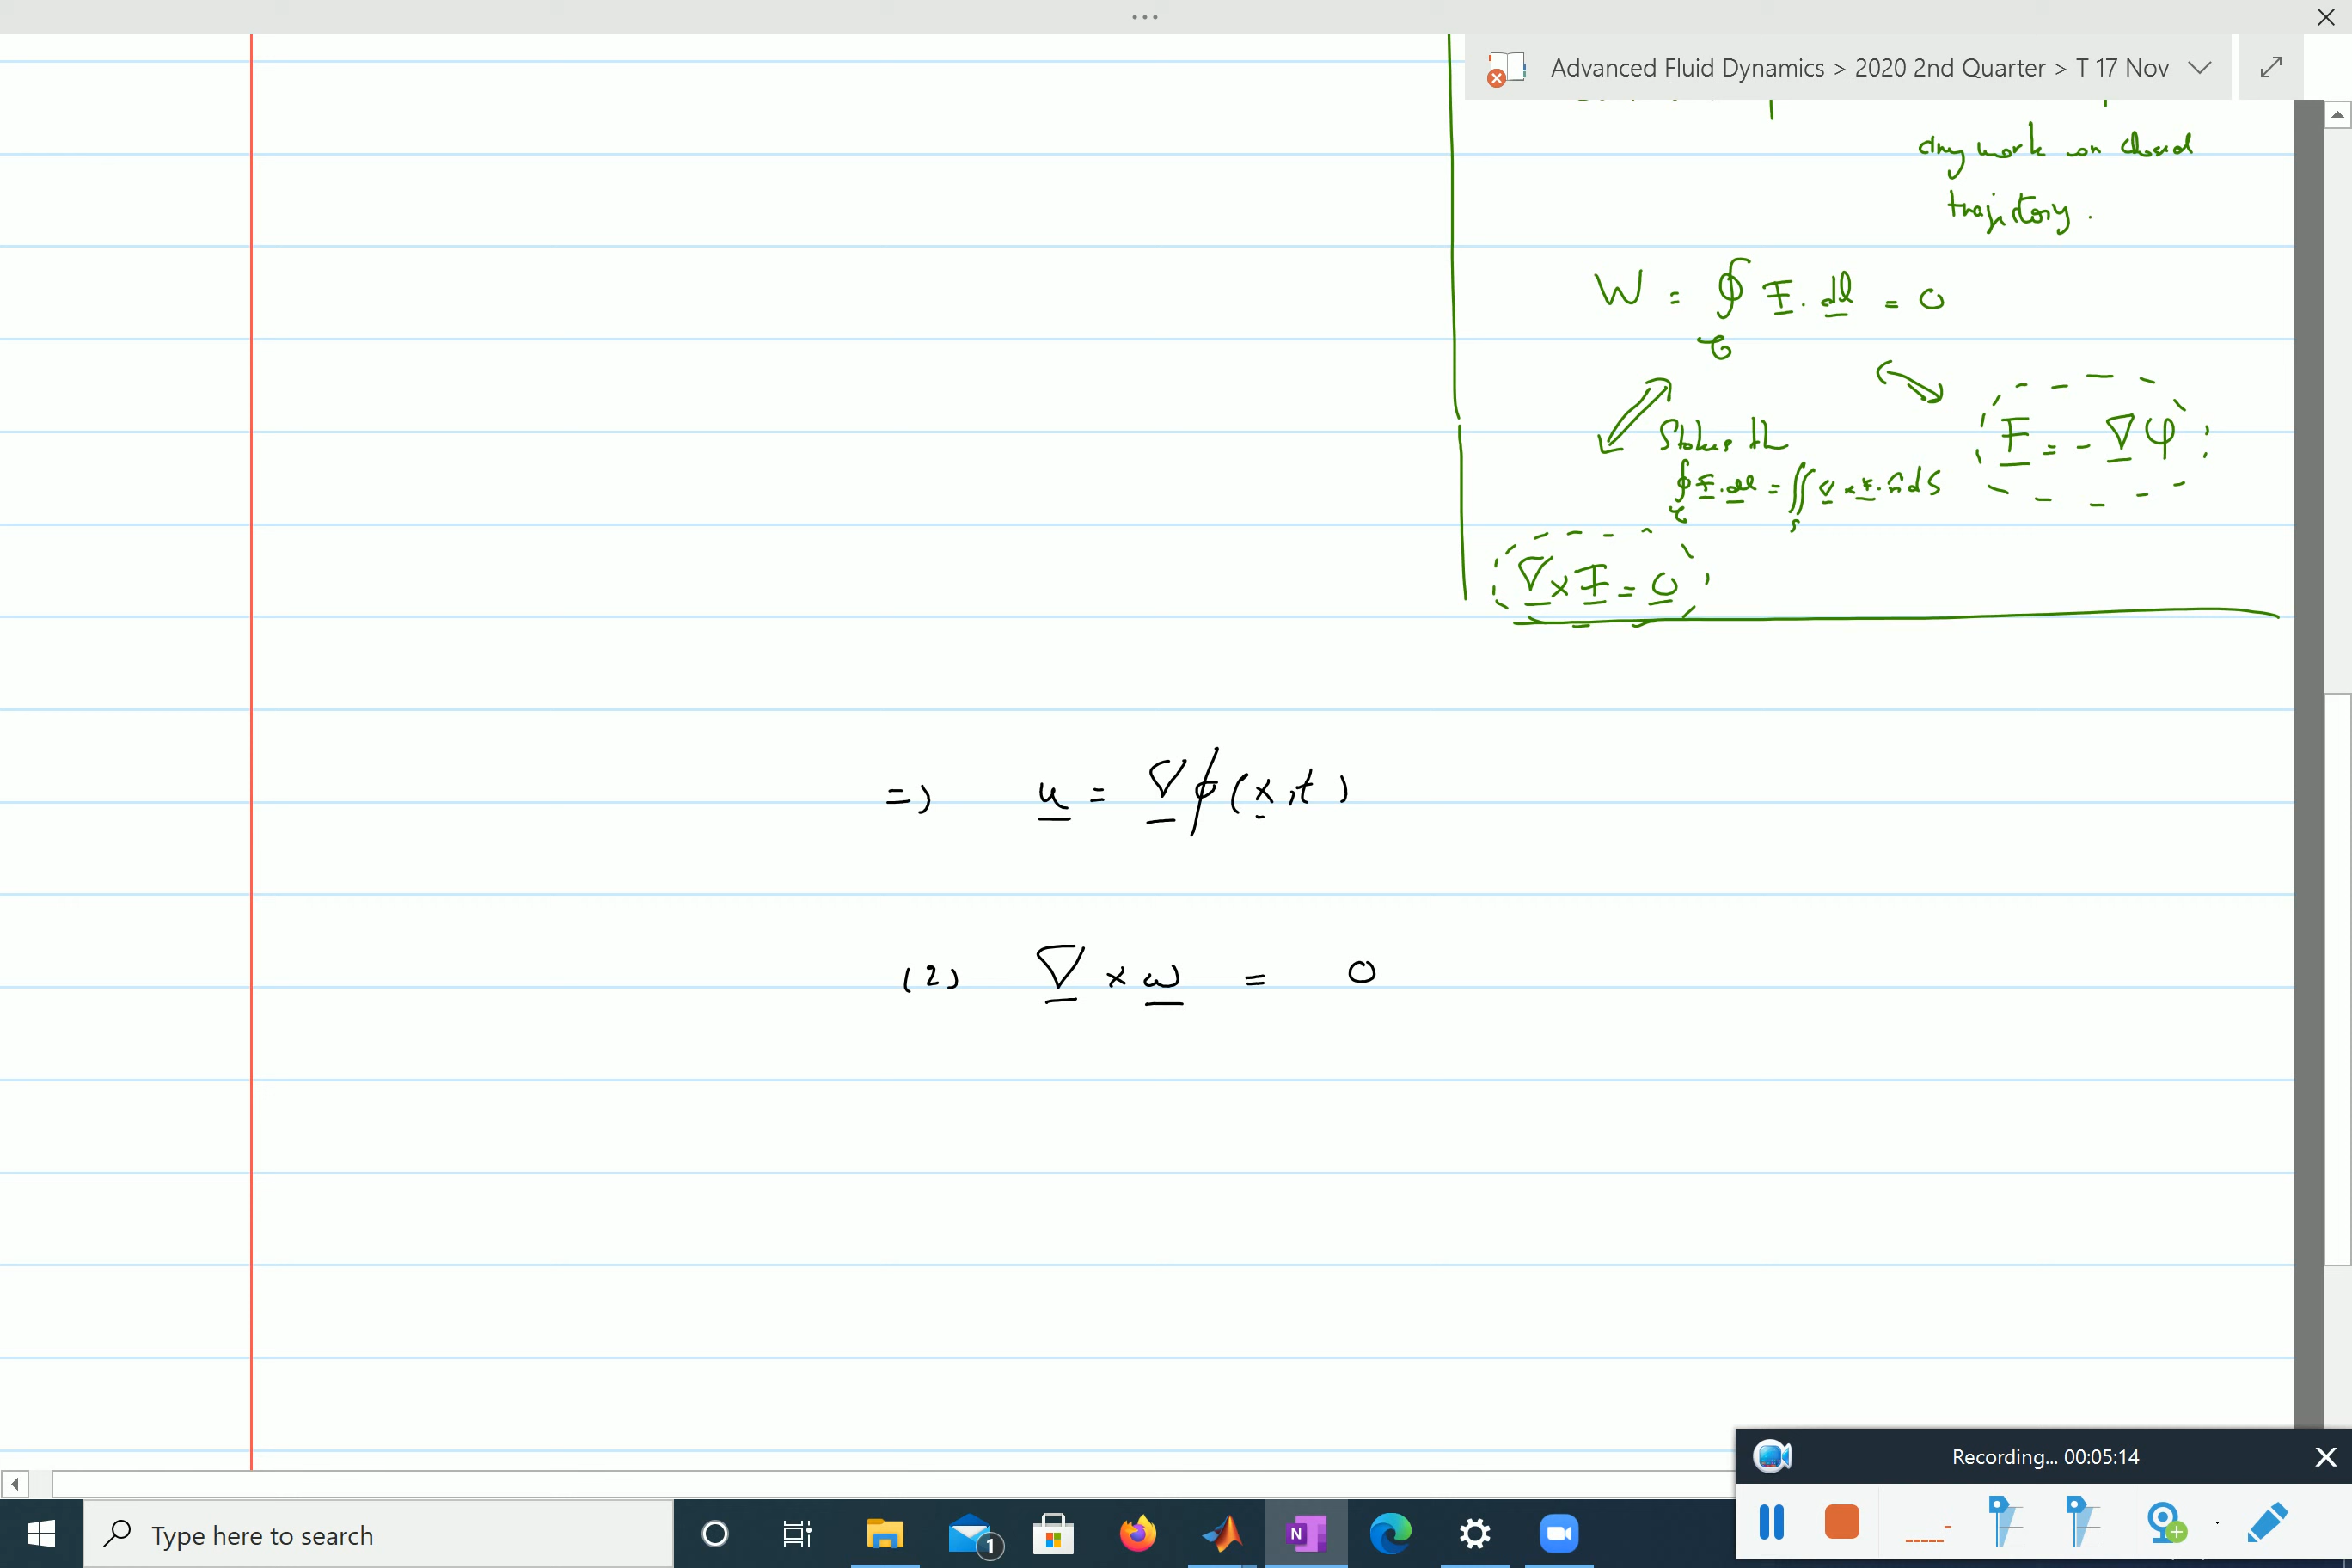 Advanced Fluid Dynamics > 2020 2nd Quarter > T 17 Nov
any work on closed
trajectory.
W = ∮ F . dl = 0
C
Stokes th
F = - ∇φ
∮ F . dl = ∬ ∇ x F . n̂ dS
C S
∇ x F = 0
=) u = ∇φ(x,t)
(2) ∇ x ω = 0
Recording... 00:05:14
Type here to search
1
N